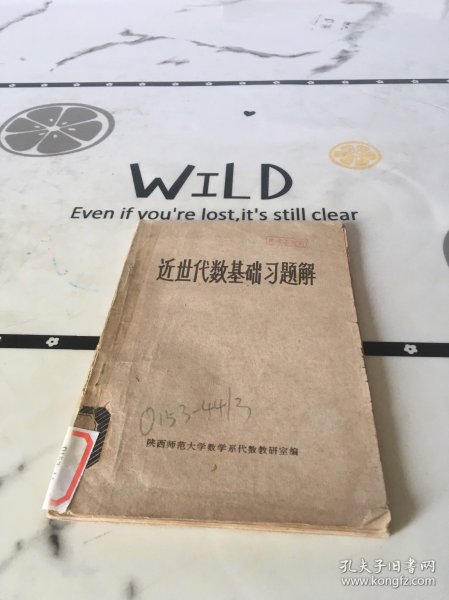 WILD
Even if you're lost,it's still clear
近世代数基础习题解
O153-44/3
陕西师范大学数学系代数教研室编
孔夫子旧书网
www.kongfz.com